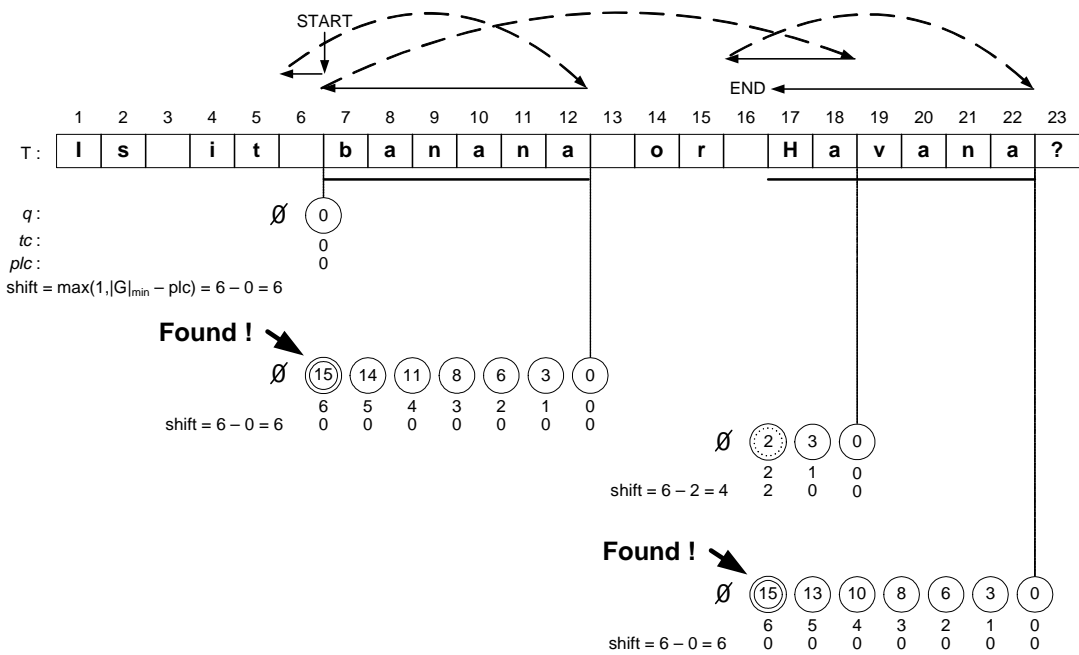 START
END
1 2 3 4 5 6 7 8 9 10 11 12 13 14 15 16 17 18 19 20 21 22 23
T : I s i t b a n a n a o r H a v a n a ?
q : Ø 0
tc : 0
plc : 0
shift = max(1,|G|min – plc) = 6 – 0 = 6
Found !
Ø 15 14 11 8 6 3 0
6 5 4 3 2 1 0
shift = 6 – 0 = 6 0 0 0 0 0 0 0
Ø 2 3 0
2 1 0
shift = 6 – 2 = 4 2 0 0
Found !
Ø 15 13 10 8 6 3 0
6 5 4 3 2 1 0
shift = 6 – 0 = 6 0 0 0 0 0 0 0